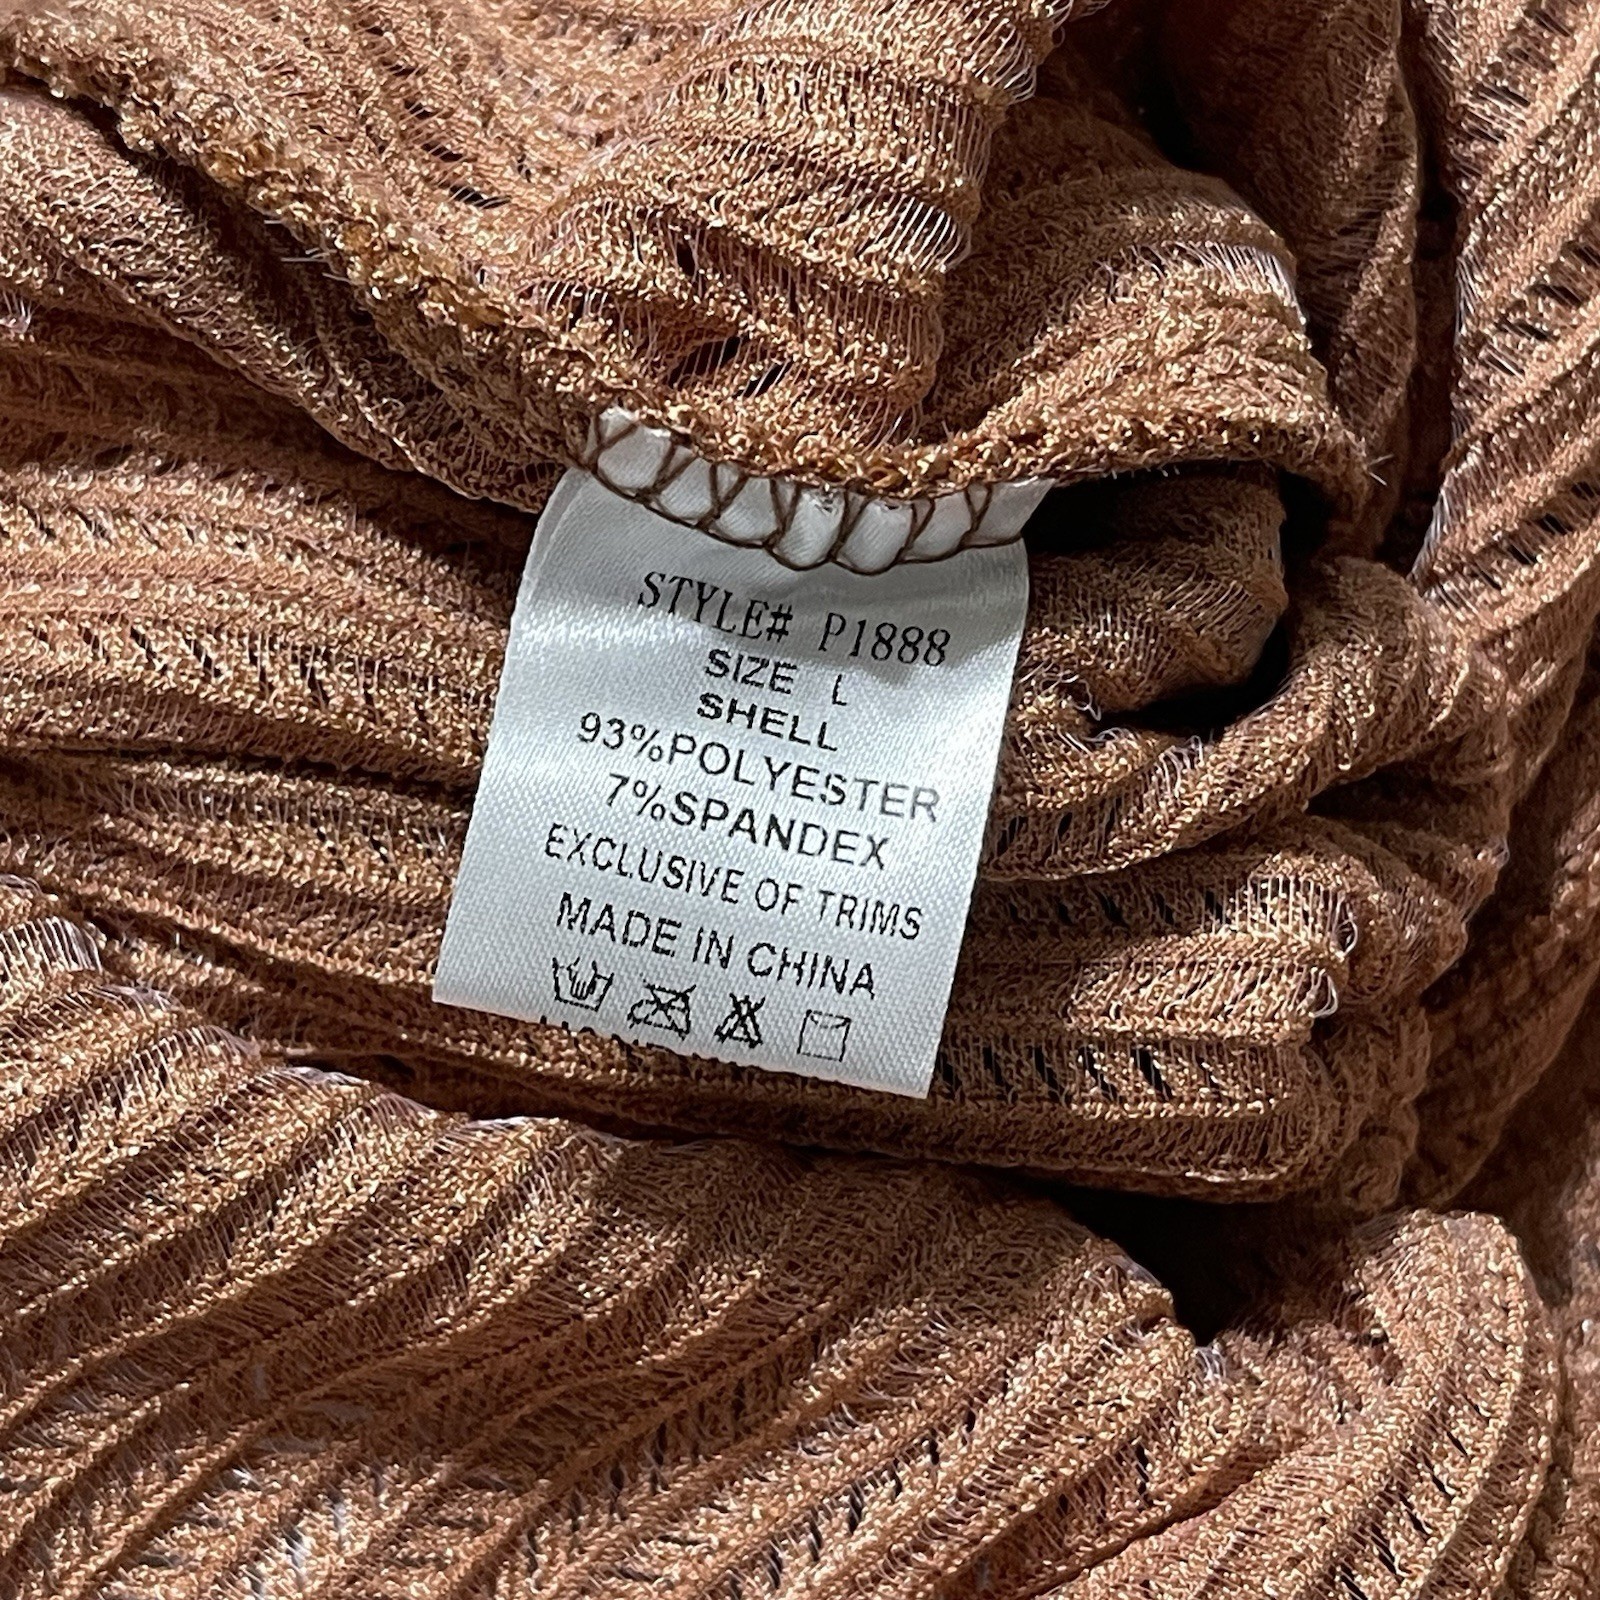 STYLE# P1888
SIZE L
SHELL
93%POLYESTER
7%SPANDEX
EXCLUSIVE OF TRIMS
MADE IN CHINA